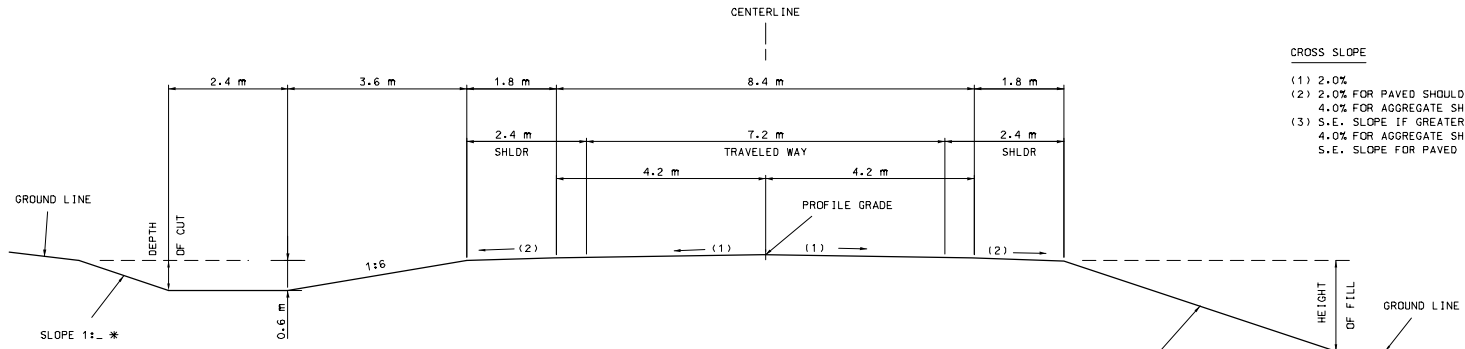 CENTERLINE
CROSS SLOPE
(1) 2.0%
(2) 2.0% FOR PAVED SHOULD
4.0% FOR AGGREGATE SH
(3) S.E. SLOPE IF GREATER
4.0% FOR AGGREGATE SH
S.E. SLOPE FOR PAVED
2.4 m 3.6 m 1.8 m 8.4 m 1.8 m
2.4 m 7.2 m 2.4 m
SHLDR TRAVELED WAY SHLDR
4.2 m 4.2 m
GROUND LINE
PROFILE GRADE
DEPTH
OF CUT
(2) (1) (1) (2)
1:6
0.6 m
HEIGHT
OF FILL
GROUND LINE
SLOPE 1:_ *